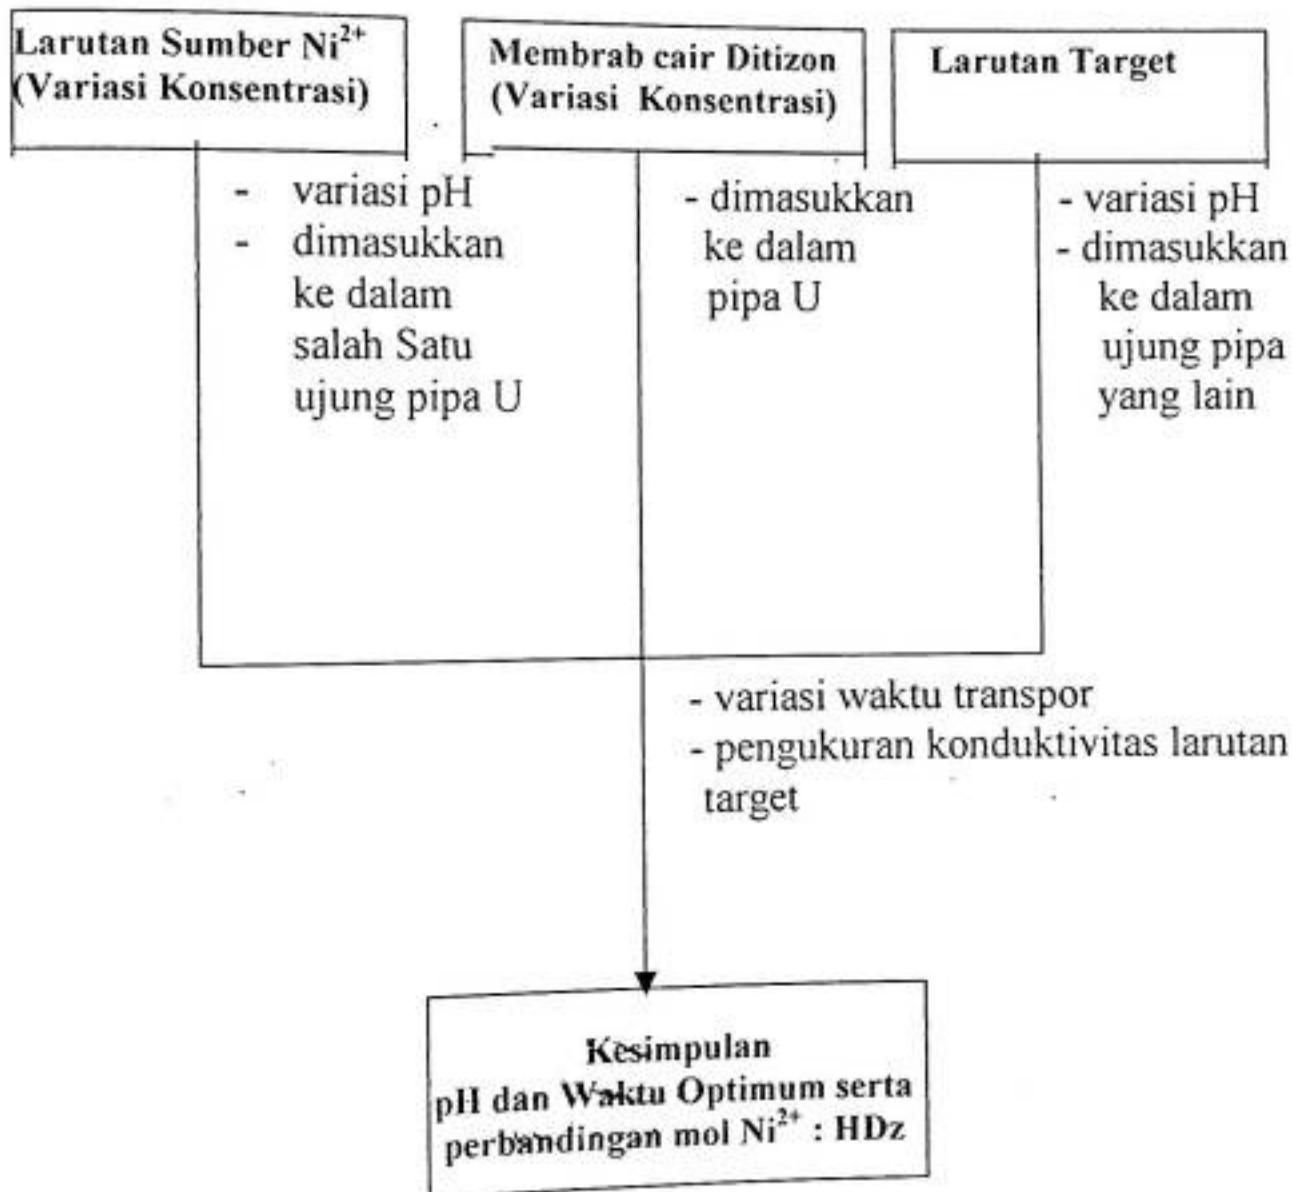 Larutan Sumber Ni²⁺
(Variasi Konsentrasi)
Membrab cair Ditizon
(Variasi Konsentrasi)
Larutan Target
- variasi pH
- dimasukkan
ke dalam
salah Satu
ujung pipa U
- dimasukkan
ke dalam
pipa U
- variasi pH
- dimasukkan
ke dalam
ujung pipa
yang lain
- variasi waktu transpor
- pengukuran konduktivitas larutan
target
Kesimpulan
pH dan Waktu Optimum serta
perbandingan mol Ni²⁺ : HDz